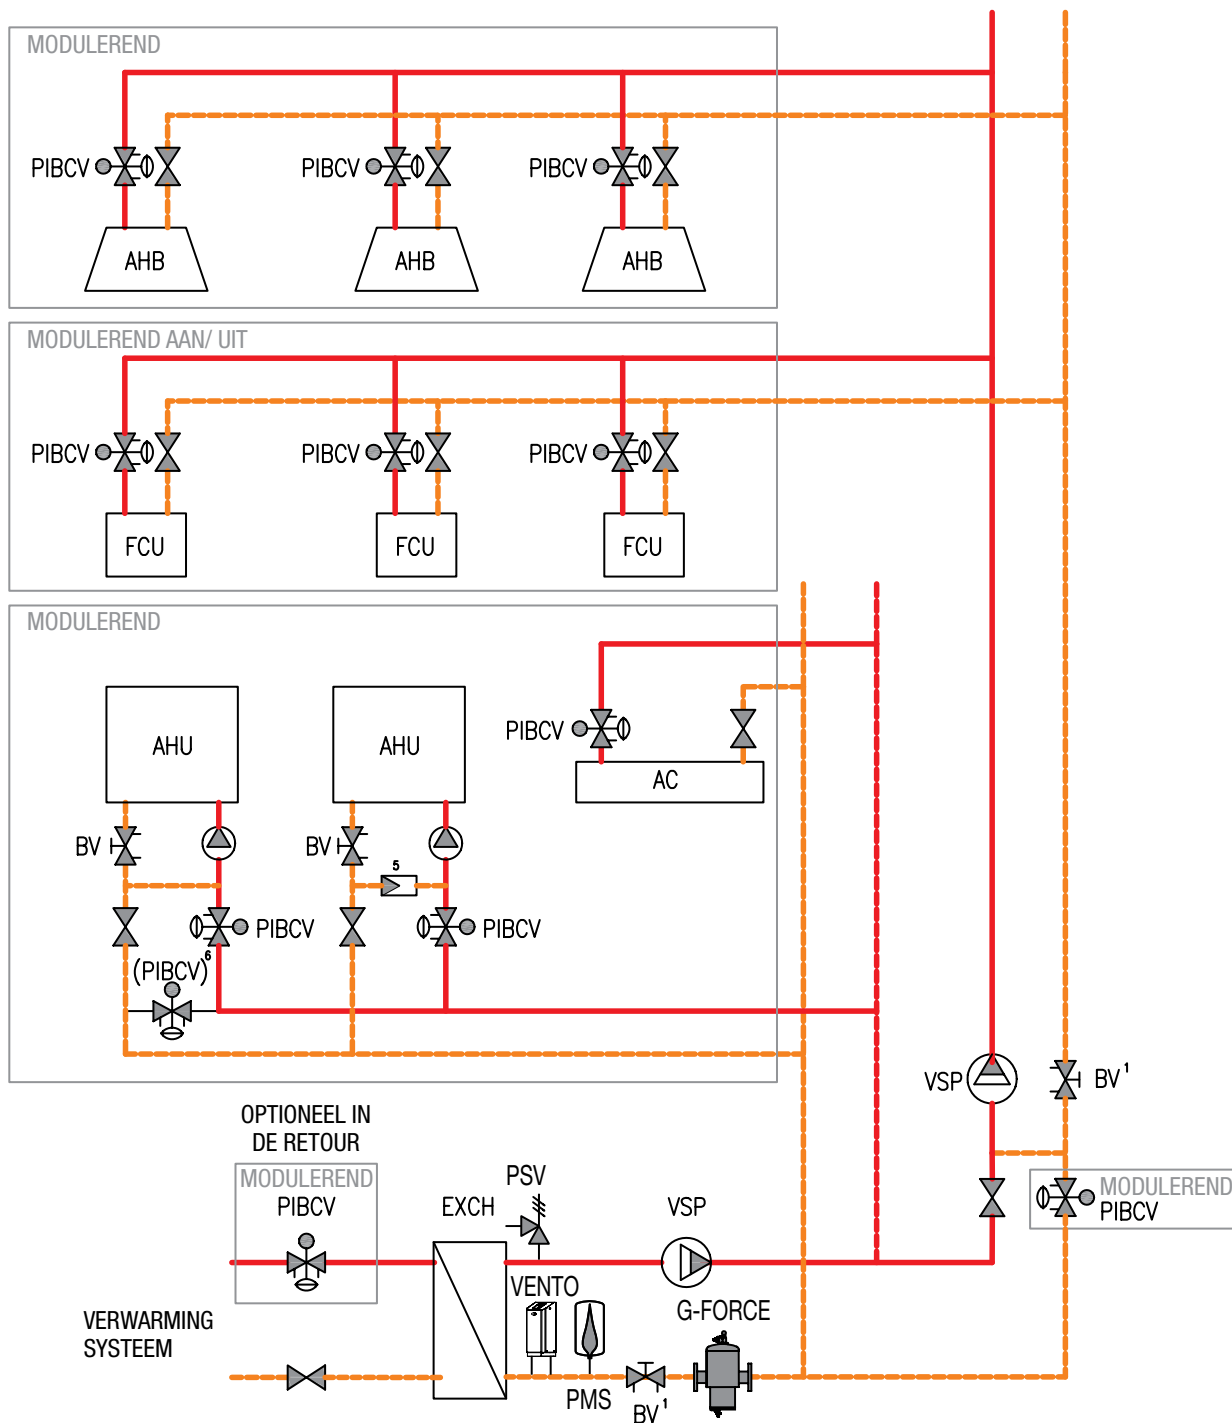 MODULEREND
PIBCV
PIBCV
PIBCV
AHB
AHB
AHB
MODULEREND AAN/ UIT
PIBCV
PIBCV
PIBCV
FCU
FCU
FCU
MODULEREND
AHU
AHU
PIBCV
AC
BV
BV
5
PIBCV
PIBCV
(PIBCV)⁶
VSP
BV¹
OPTIONEEL IN
DE RETOUR
MODULEREND
PIBCV
EXCH
PSV
VSP
MODULEREND
PIBCV
VENTO
G-FORCE
VERWARMING
SYSTEEM
PMS
BV¹